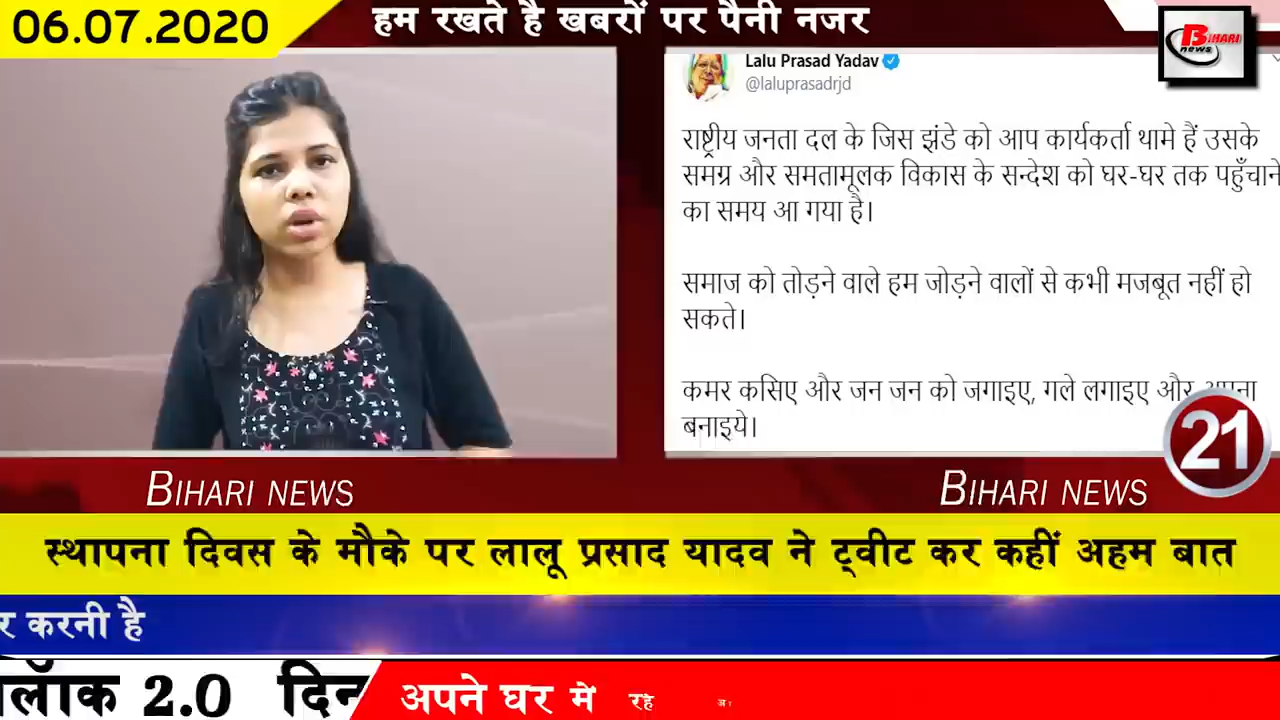 06.07.2020
हम रखते है खबरों पर पैनी नजर
BIHARI
news
Lalu Prasad Yadav
@laluprasadrjd
राष्ट्रीय जनता दल के जिस झंडे को आप कार्यकर्ता थामे हैं उसके
समग्र और समतामूलक विकास के सन्देश को घर-घर तक पहुँचाने
का समय आ गया है।
समाज को तोड़ने वाले हम जोड़ने वालों से कभी मजबूत नहीं हो
सकते।
कमर कसिए और जन जन को जगाइए, गले लगाइए और अपना
बनाइये।
21
BIHARI NEWS
BIHARI NEWS
स्थापना दिवस के मौके पर लालू प्रसाद यादव ने ट्वीट कर कहीं अहम बात
र करनी है
लॉक 2.0 दिन
अपने घर में रहे